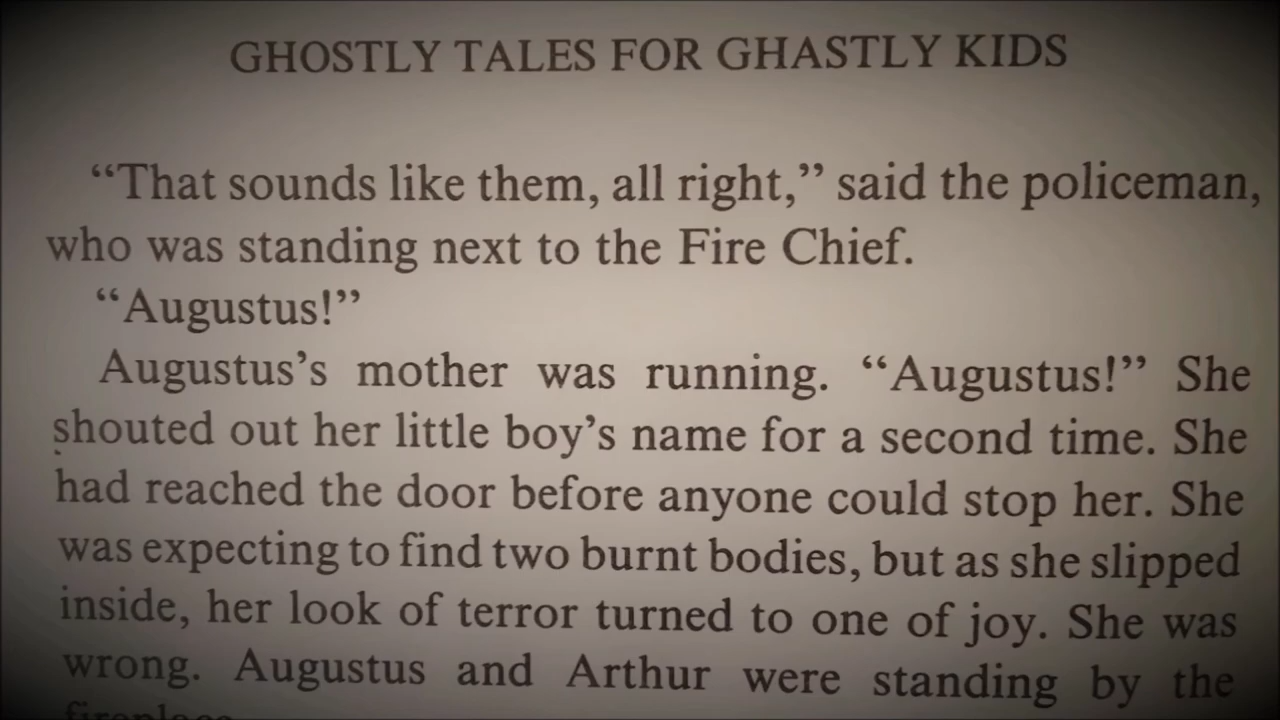 GHOSTLY TALES FOR GHASTLY KIDS
“That sounds like them, all right,” said the policeman,
who was standing next to the Fire Chief.
“Augustus!”
Augustus’s mother was running. “Augustus!” She
shouted out her little boy’s name for a second time. She
had reached the door before anyone could stop her. She
was expecting to find two burnt bodies, but as she slipped
inside, her look of terror turned to one of joy. She was
wrong. Augustus and Arthur were standing by the
fireplace.